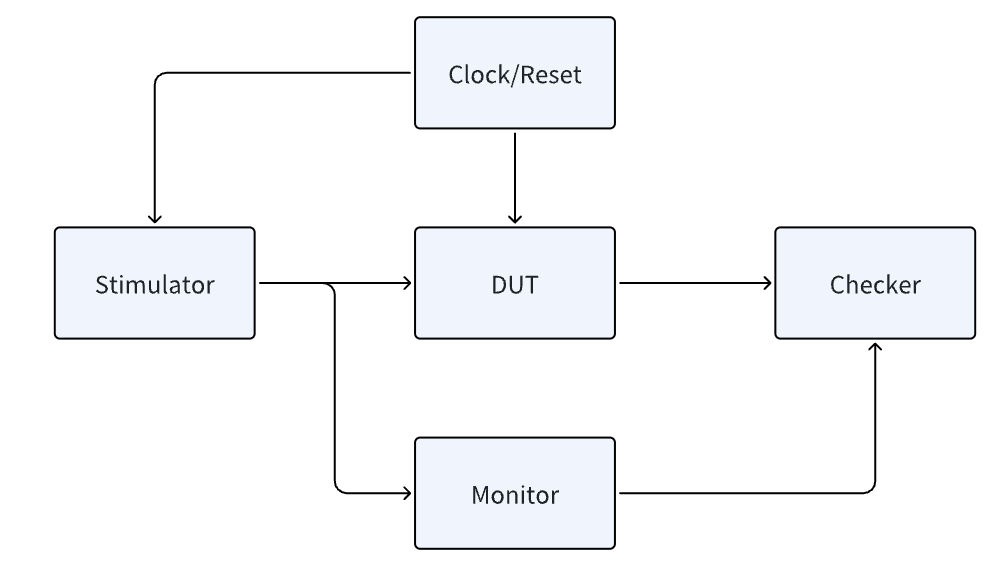 Clock/Reset
Stimulator
DUT
Checker
Monitor